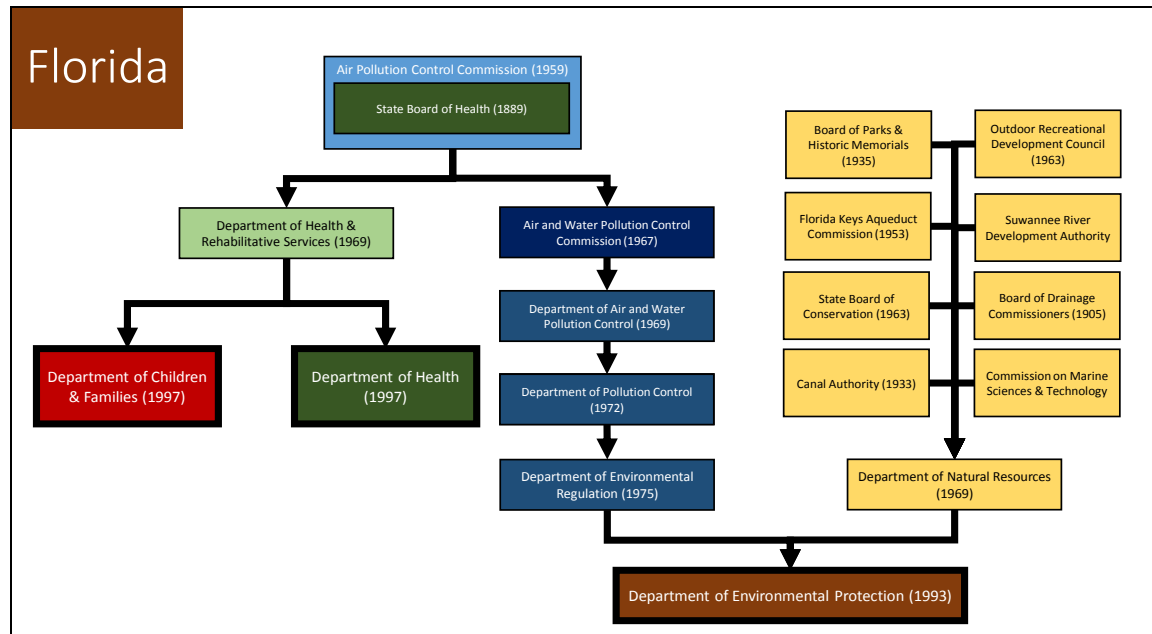 Florida
Air Pollution Control Commission (1959)
State Board of Health (1889)
Board of Parks &
Historic Memorials
(1935)
Outdoor Recreational
Development Council
(1963)
Department of Health &
Rehabilitative Services (1969)
Air and Water Pollution Control
Commission (1967)
Florida Keys Aqueduct
Commission (1953)
Suwannee River
Development Authority
Department of Air and Water
Pollution Control (1969)
State Board of
Conservation (1963)
Board of Drainage
Commissioners (1905)
Department of Children
& Families (1997)
Department of Health
(1997)
Department of Pollution Control
(1972)
Canal Authority (1933)
Commission on Marine
Sciences & Technology
Department of Environmental
Regulation (1975)
Department of Natural Resources
(1969)
Department of Environmental Protection (1993)